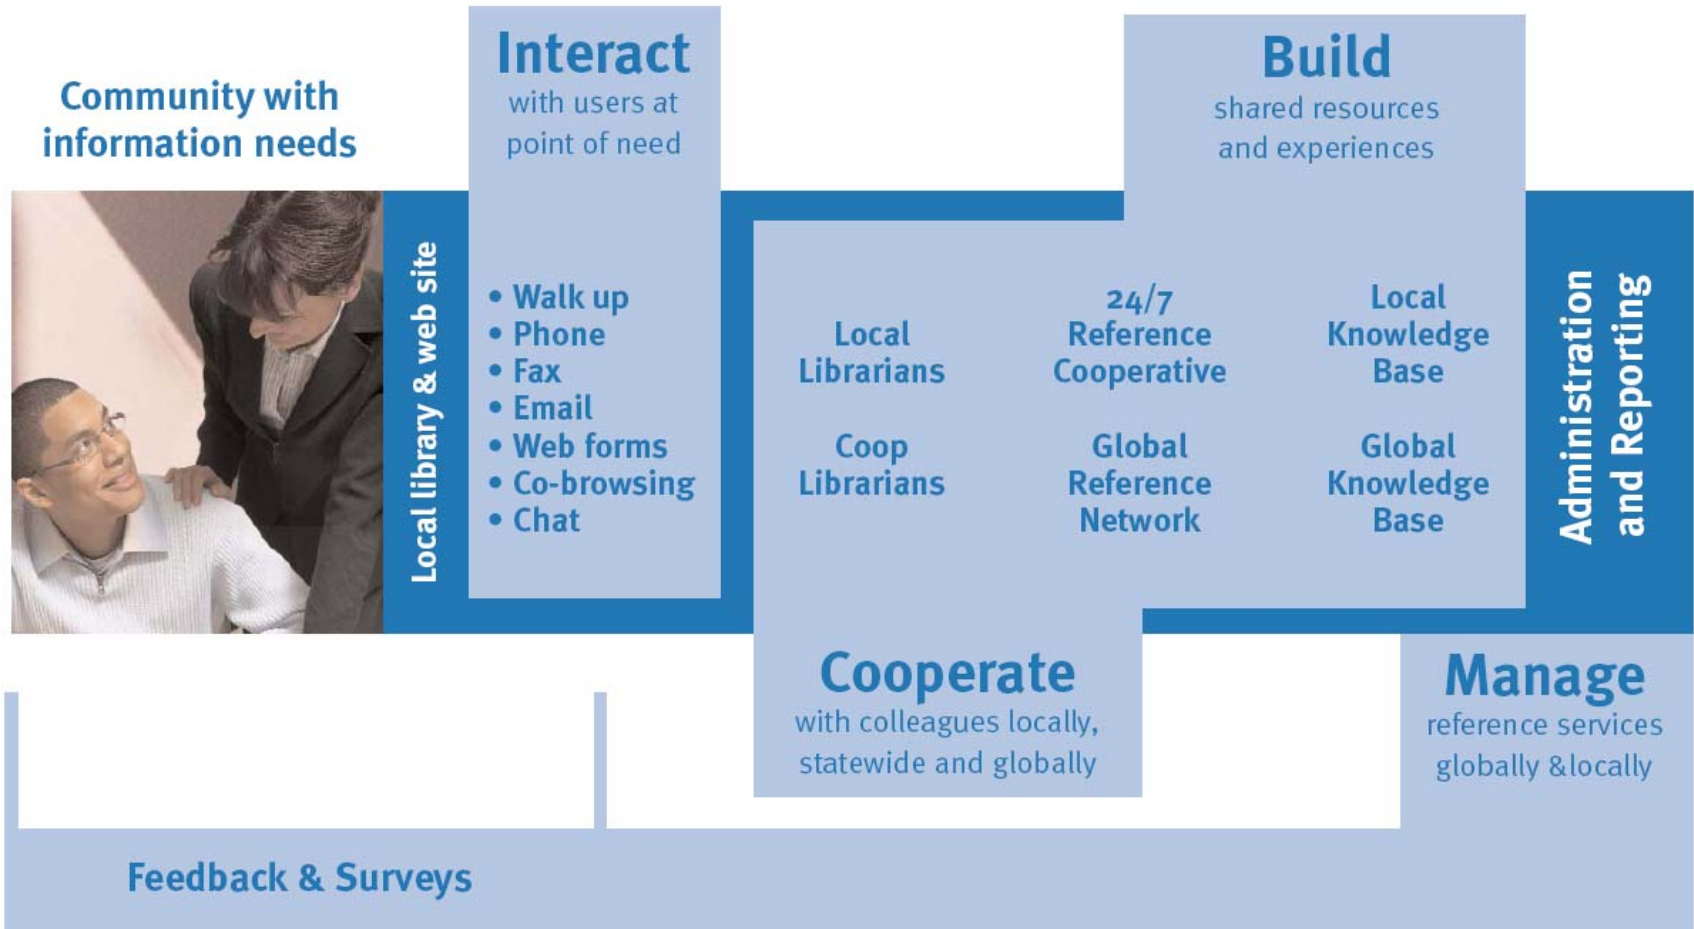 Community with
information needs
Interact
with users at
point of need
Build
shared resources
and experiences
Local library & web site
• Walk up
• Phone
• Fax
• Email
• Web forms
• Co-browsing
• Chat
Local
Librarians
Coop
Librarians
24/7
Reference
Cooperative
Global
Reference
Network
Local
Knowledge
Base
Global
Knowledge
Base
Administration
and Reporting
Cooperate
with colleagues locally,
statewide and globally
Manage
reference services
globally &locally
Feedback & Surveys